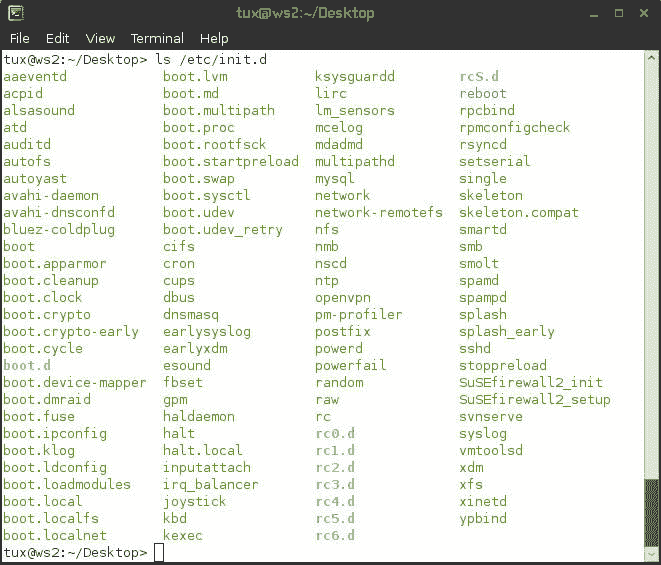 tux@ws2:~/Desktop
File Edit View Terminal Help
tux@ws2:~/Desktop> ls /etc/init.d
aaeventd boot.lvm ksysguardd rcS.d
acpid boot.md lirc reboot
alsasound boot.multipath lm_sensors rpcbind
atd boot.proc mcelog rpmconfigcheck
auditd boot.rootfsck mdadmd rsyncd
autofs boot.startpreload multipathd setserial
autoyast boot.swap mysql single
avahi-daemon boot.sysctl network skeleton
avahi-dnsconfd boot.udev network-remotefs skeleton.compat
bluez-coldplug boot.udev_retry nfs smartd
boot cifs nmb smb
boot.apparmor cron nscd smolt
boot.cleanup cups ntp spamd
boot.clock dbus openvpn spampd
boot.crypto dnsmasq pm-profiler splash
boot.crypto-early earlysyslog postfix splash_early
boot.cycle earlyxdm powerd sshd
boot.d esound powerfail stoppreload
boot.device-mapper fbset random SuSEfirewall2_init
boot.dmraid gpm raw SuSEfirewall2_setup
boot.fuse haldaemon rc svnserve
boot.ipconfig halt rc0.d syslog
boot.klog halt.local rc1.d vmtoolsd
boot.ldconfig inputattach rc2.d xdm
boot.loadmodules irq_balancer rc3.d xfs
boot.local joystick rc4.d xinetd
boot.localfs kbd rc5.d ypbind
boot.localnet kexec rc6.d
tux@ws2:~/Desktop>